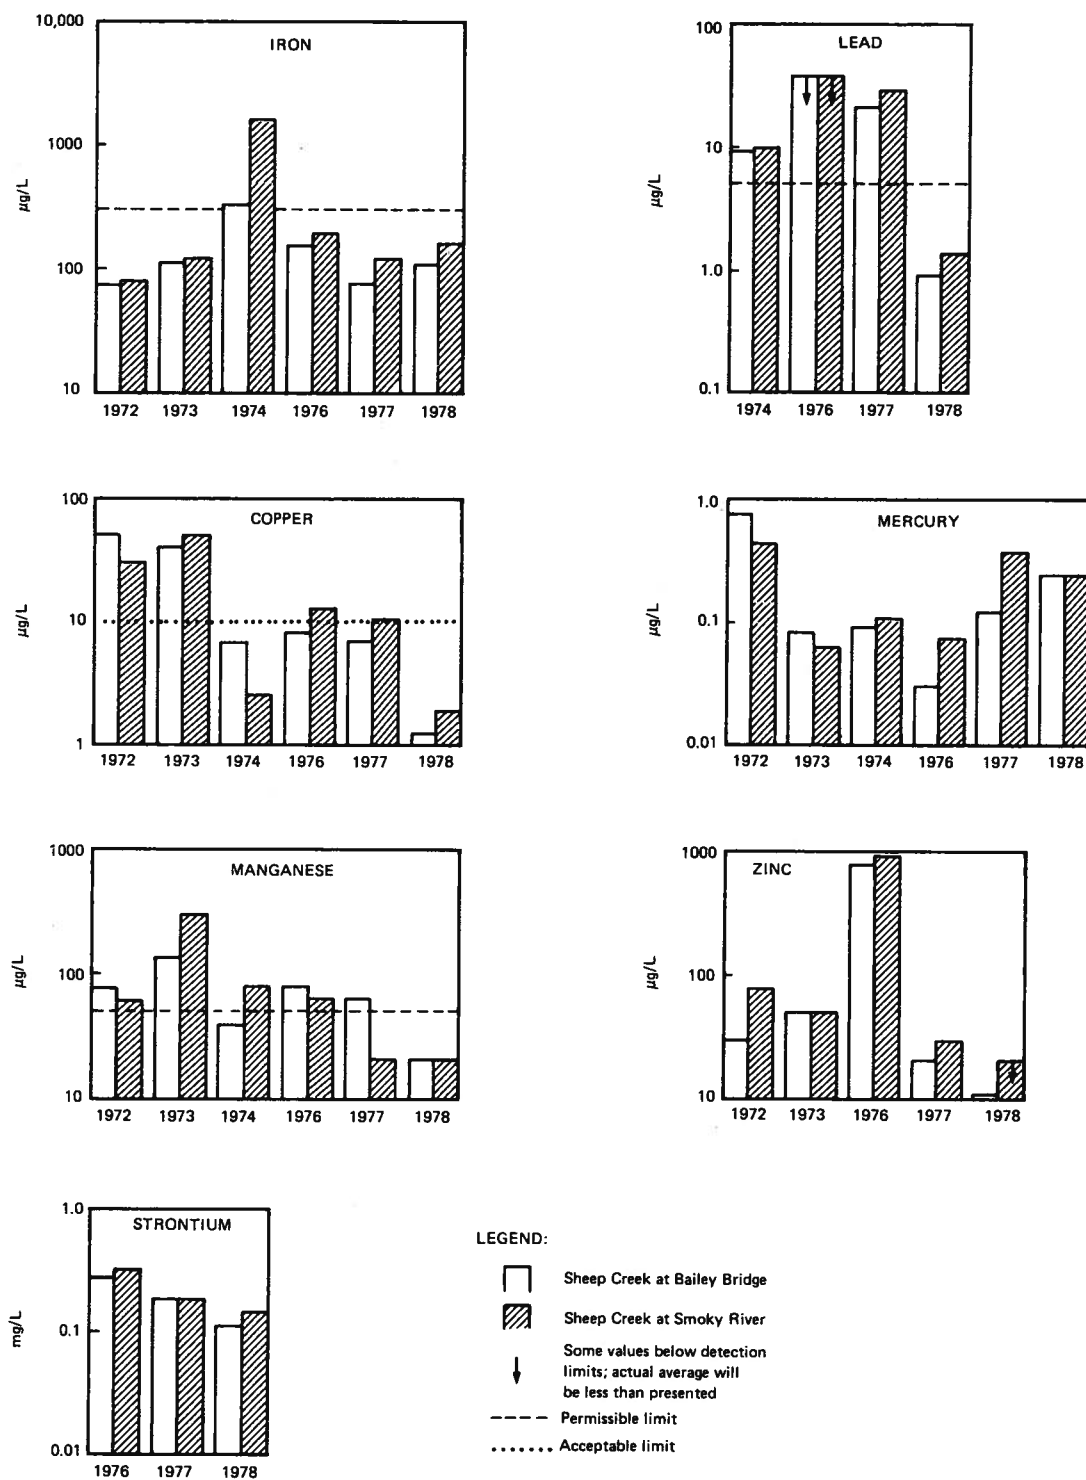 IRON
10,000
1000
100
10
µg/L
1972 1973 1974 1976 1977 1978
LEAD
100
10
1.0
0.1
µg/L
1974 1976 1977 1978
COPPER
100
10
1
µg/L
1972 1973 1974 1976 1977 1978
MERCURY
1.0
0.1
0.01
µg/L
1972 1973 1974 1976 1977 1978
MANGANESE
1000
100
10
µg/L
1972 1973 1974 1976 1977 1978
ZINC
1000
100
10
µg/L
1972 1973 1976 1977 1978
STRONTIUM
1.0
0.1
0.01
mg/L
1976 1977 1978
LEGEND:
Sheep Creek at Bailey Bridge
Sheep Creek at Smoky River
Some values below detection
limits; actual average will
be less than presented
Permissible limit
Acceptable limit